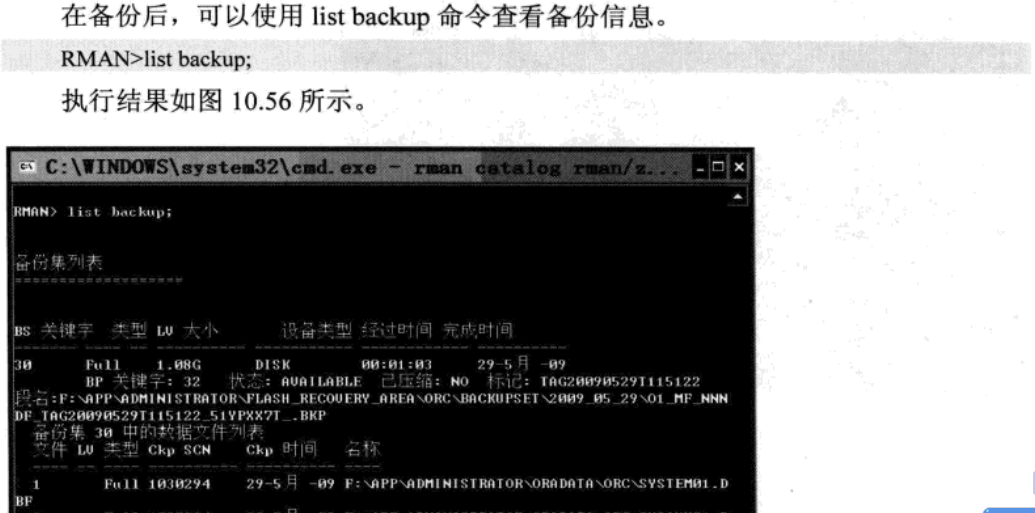 在备份后，可以使用 list backup 命令查看备份信息。
RMAN>list backup;
执行结果如图 10.56 所示。
C:\WINDOWS\system32\cmd.exe - rman catalog rman/z...
RMAN> list backup;
备份集列表
===================
BS 关键字 类型 LV 大小 设备类型 经过时间 完成时间
------- ---- -- ---------- ----------- ------------ ----------
30 Full 1.08G DISK 00:01:03 29-5月 -09
BP 关键字: 32 状态: AVAILABLE 已压缩: NO 标记: TAG20090529T115122
段名:F:\APP\ADMINISTRATOR\FLASH_RECOVERY_AREA\ORC\BACKUPSET\2009_05_29\O1_MF_NNN
DF_TAG20090529T115122_51YPXX7T_.BKP
备份集 30 中的数据文件列表
文件 LV 类型 Ckp SCN Ckp 时间 名称
---- -- ---- ---------- ---------- ----
1 Full 1030294 29-5月 -09 F:\APP\ADMINISTRATOR\ORADATA\ORC\SYSTEM01.D
BF